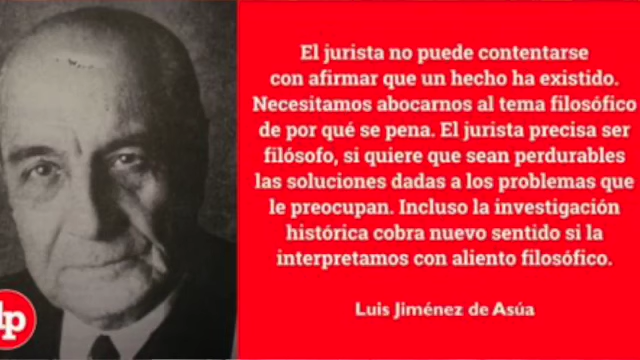 El jurista no puede contentarse
con afirmar que un hecho ha existido.
Necesitamos abocarnos al tema filosófico
de por qué se pena. El jurista precisa ser
filósofo, si quiere que sean perdurables
las soluciones dadas a los problemas que
le preocupan. Incluso la investigación
histórica cobra nuevo sentido si la
interpretamos con aliento filosófico.
Luis Jiménez de Asúa
lp